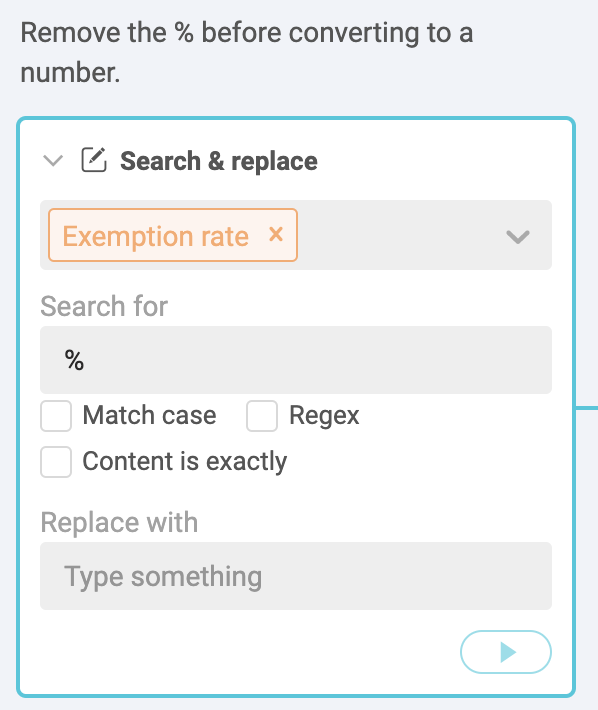 Remove the % before converting to a
number.
Search & replace
Exemption rate ×
Search for
%
Match case Regex
Content is exactly
Replace with
Type something